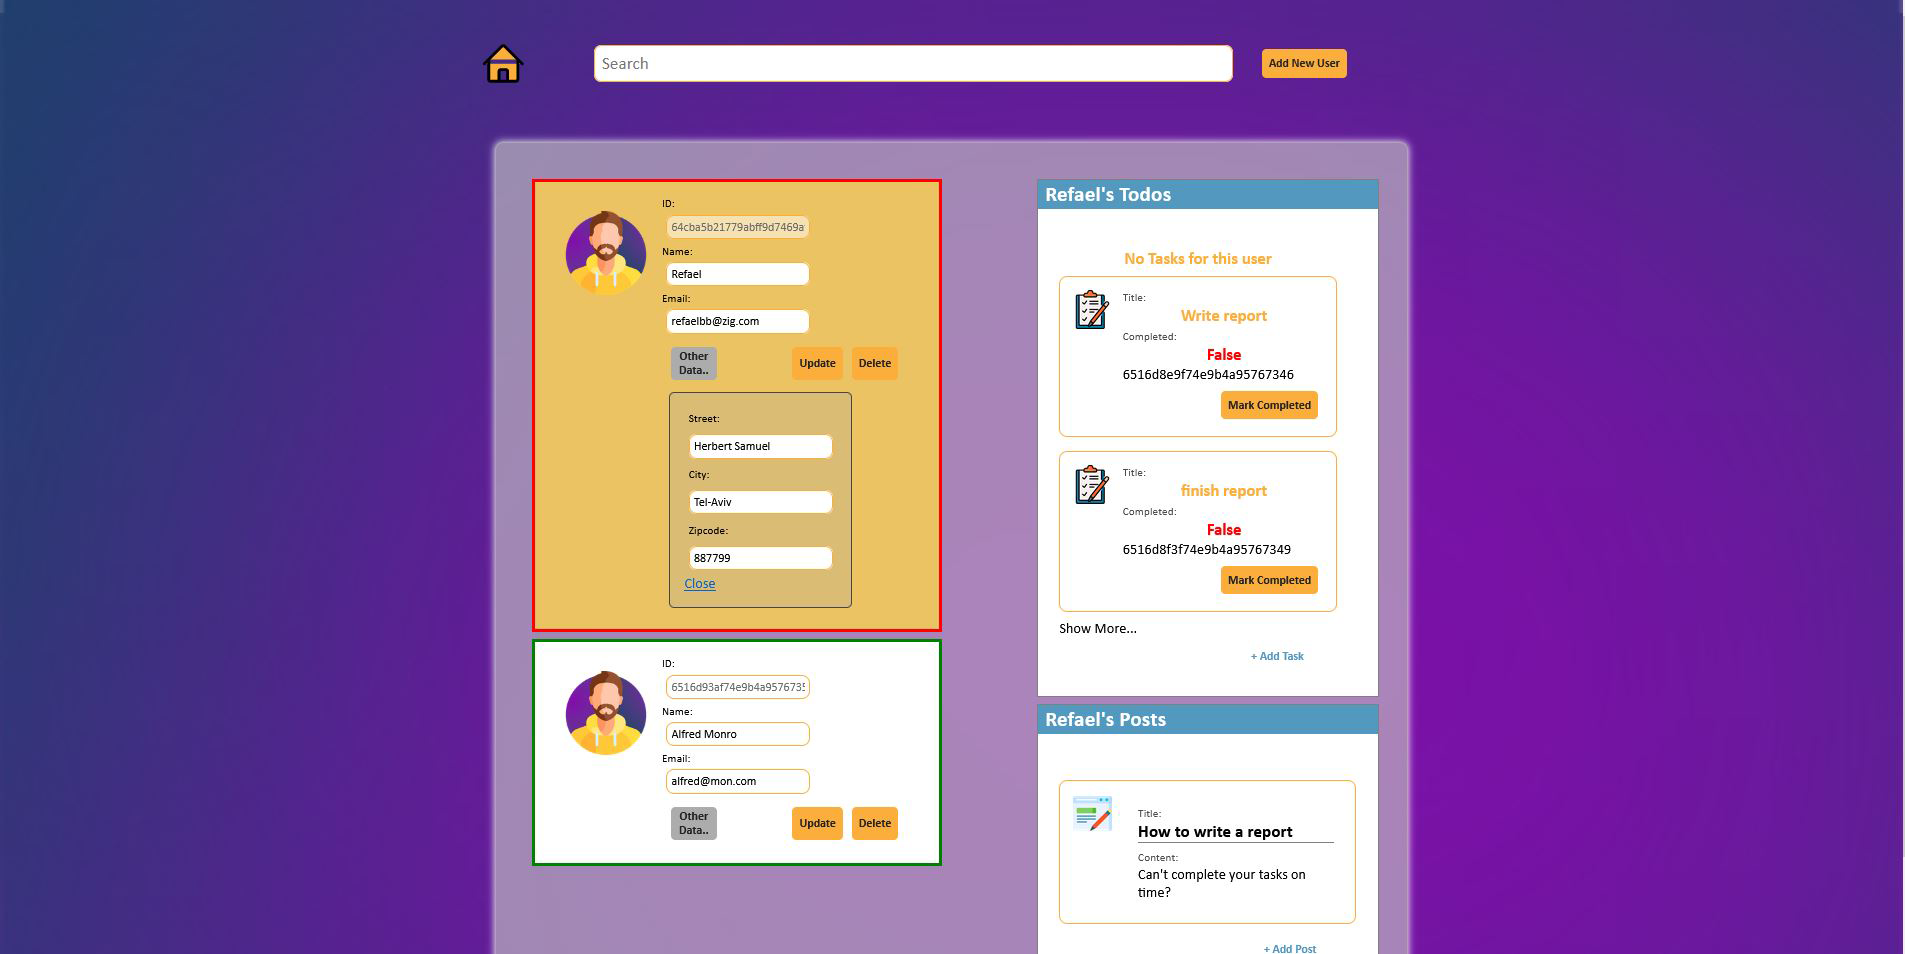 Search
Add New User
ID:
64cba5b21779abff9d7469a
Name:
Refael
Email:
refaelbb@zig.com
Other
Data..
Update
Delete
Street:
Herbert Samuel
City:
Tel-Aviv
Zipcode:
887799
Close
ID:
6516d93af74e9b4a9576735
Name:
Alfred Monro
Email:
alfred@mon.com
Other
Data..
Update
Delete
Refael's Todos
No Tasks for this user
Title:
Write report
Completed:
False
6516d8e9f74e9b4a95767346
Mark Completed
Title:
finish report
Completed:
False
6516d8f3f74e9b4a95767349
Mark Completed
Show More...
+ Add Task
Refael's Posts
Title:
How to write a report
Content:
Can't complete your tasks on
time?
+ Add Post